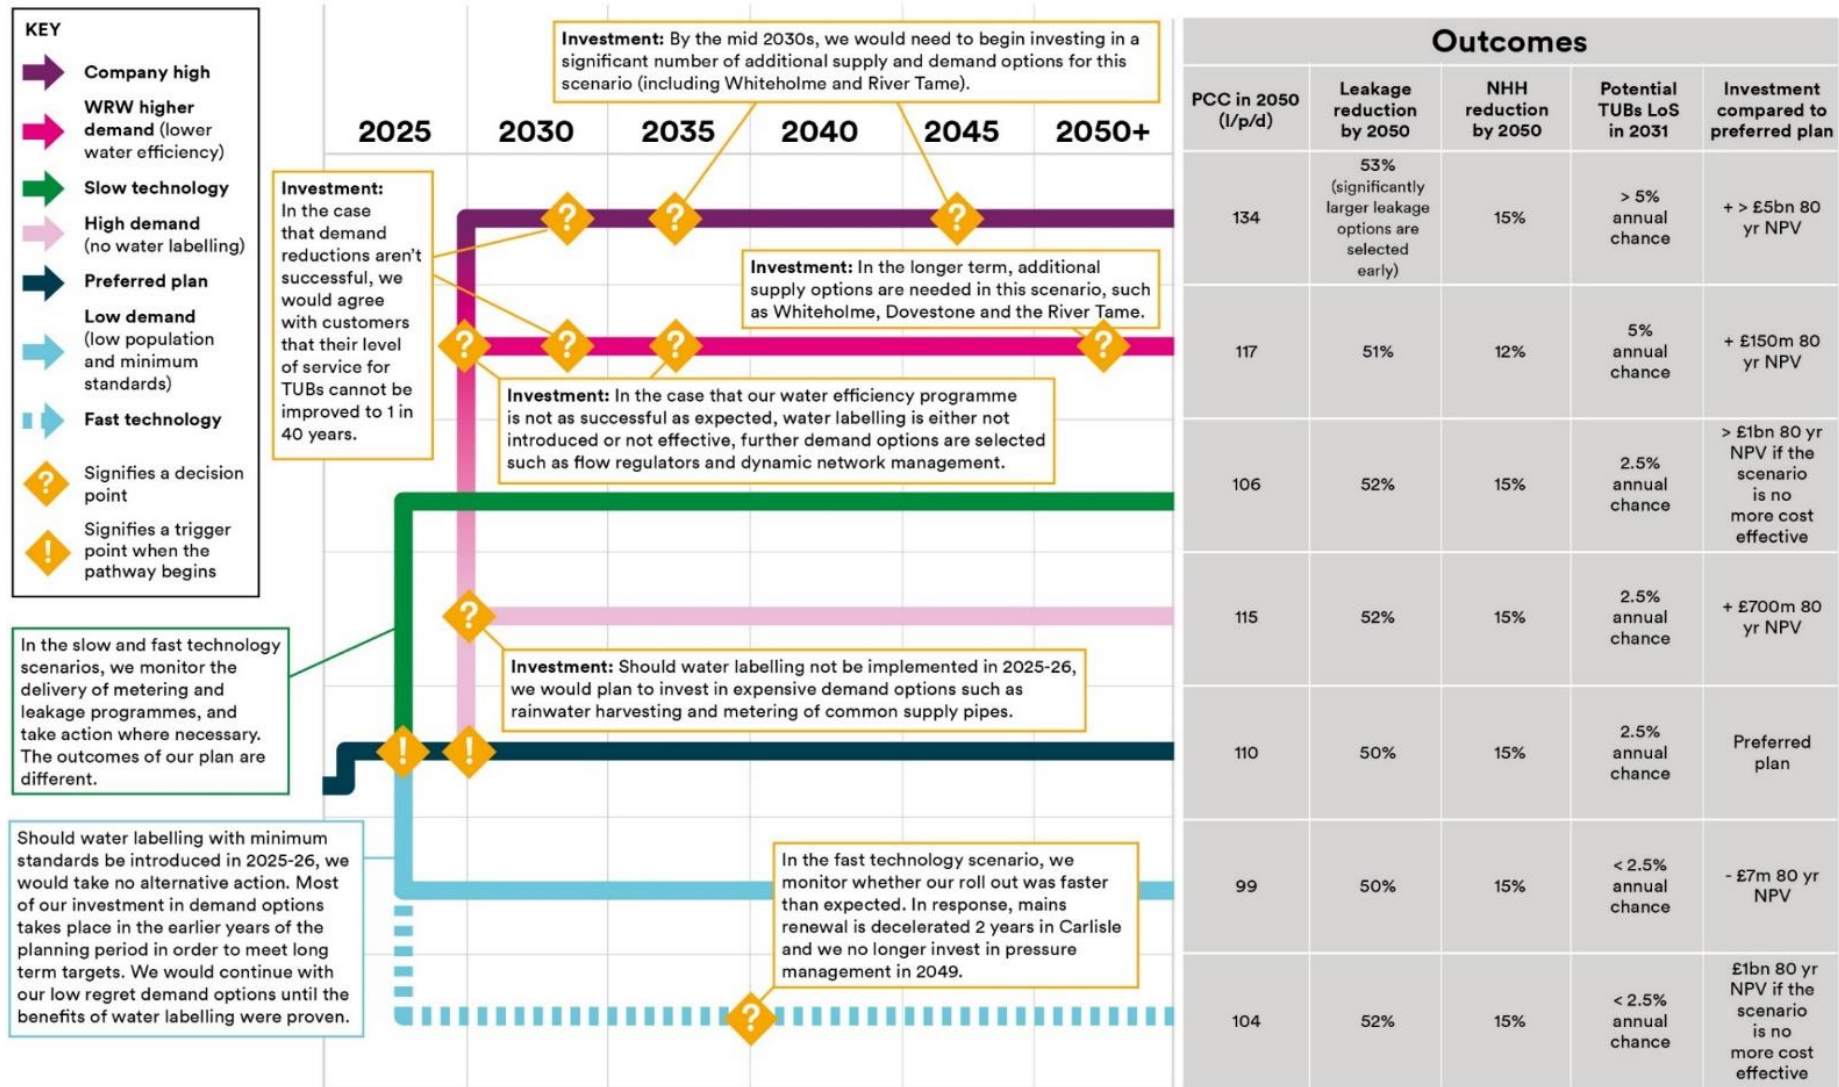 KEY
Company high
WRW higher
demand (lower
water efficiency)
Slow technology
High demand
(no water labelling)
Preferred plan
Low demand
(low population
and minimum
standards)
Fast technology
?
Signifies a decision
point
!
Signifies a trigger
point when the
pathway begins
Investment: By the mid 2030s, we would need to begin investing in a
significant number of additional supply and demand options for this
scenario (including Whiteholme and River Tame).
2025 2030 2035 2040 2045 2050+
Investment:
In the case
that demand
reductions aren't
successful, we
would agree
with customers
that their level
of service for
TUBs cannot be
improved to 1 in
40 years.
? ? ?
Investment: In the longer term, additional
supply options are needed in this scenario, such
as Whiteholme, Dovestone and the River Tame.
? ? ? ?
Investment: In the case that our water efficiency programme
is not as successful as expected, water labelling is either not
introduced or not effective, further demand options are selected
such as flow regulators and dynamic network management.
?
Investment: Should water labelling not be implemented in 2025-26,
we would plan to invest in expensive demand options such as
rainwater harvesting and metering of common supply pipes.
In the slow and fast technology
scenarios, we monitor the
delivery of metering and
leakage programmes, and
take action where necessary.
The outcomes of our plan are
different.
! !
Should water labelling with minimum
standards be introduced in 2025-26, we
would take no alternative action. Most
of our investment in demand options
takes place in the earlier years of the
planning period in order to meet long
term targets. We would continue with
our low regret demand options until the
benefits of water labelling were proven.
In the fast technology scenario, we
monitor whether our roll out was faster
than expected. In response, mains
renewal is decelerated 2 years in Carlisle
and we no longer invest in pressure
management in 2049.
?
Outcomes
PCC in 2050
(l/p/d)
Leakage
reduction
by 2050
NHH
reduction
by 2050
Potential
TUBs LoS
in 2031
Investment
compared to
preferred plan
134
53%
(significantly
larger leakage
options are
selected
early)
15%
> 5%
annual
chance
+ > £5bn 80
yr NPV
117
51%
12%
5%
annual
chance
+ £150m 80
yr NPV
106
52%
15%
2.5%
annual
chance
> £1bn 80 yr
NPV if the
scenario
is no
more cost
effective
115
52%
15%
2.5%
annual
chance
+ £700m 80
yr NPV
110
50%
15%
2.5%
annual
chance
Preferred
plan
99
50%
15%
< 2.5%
annual
chance
- £7m 80 yr
NPV
104
52%
15%
< 2.5%
annual
chance
£1bn 80 yr
NPV if the
scenario
is no
more cost
effective